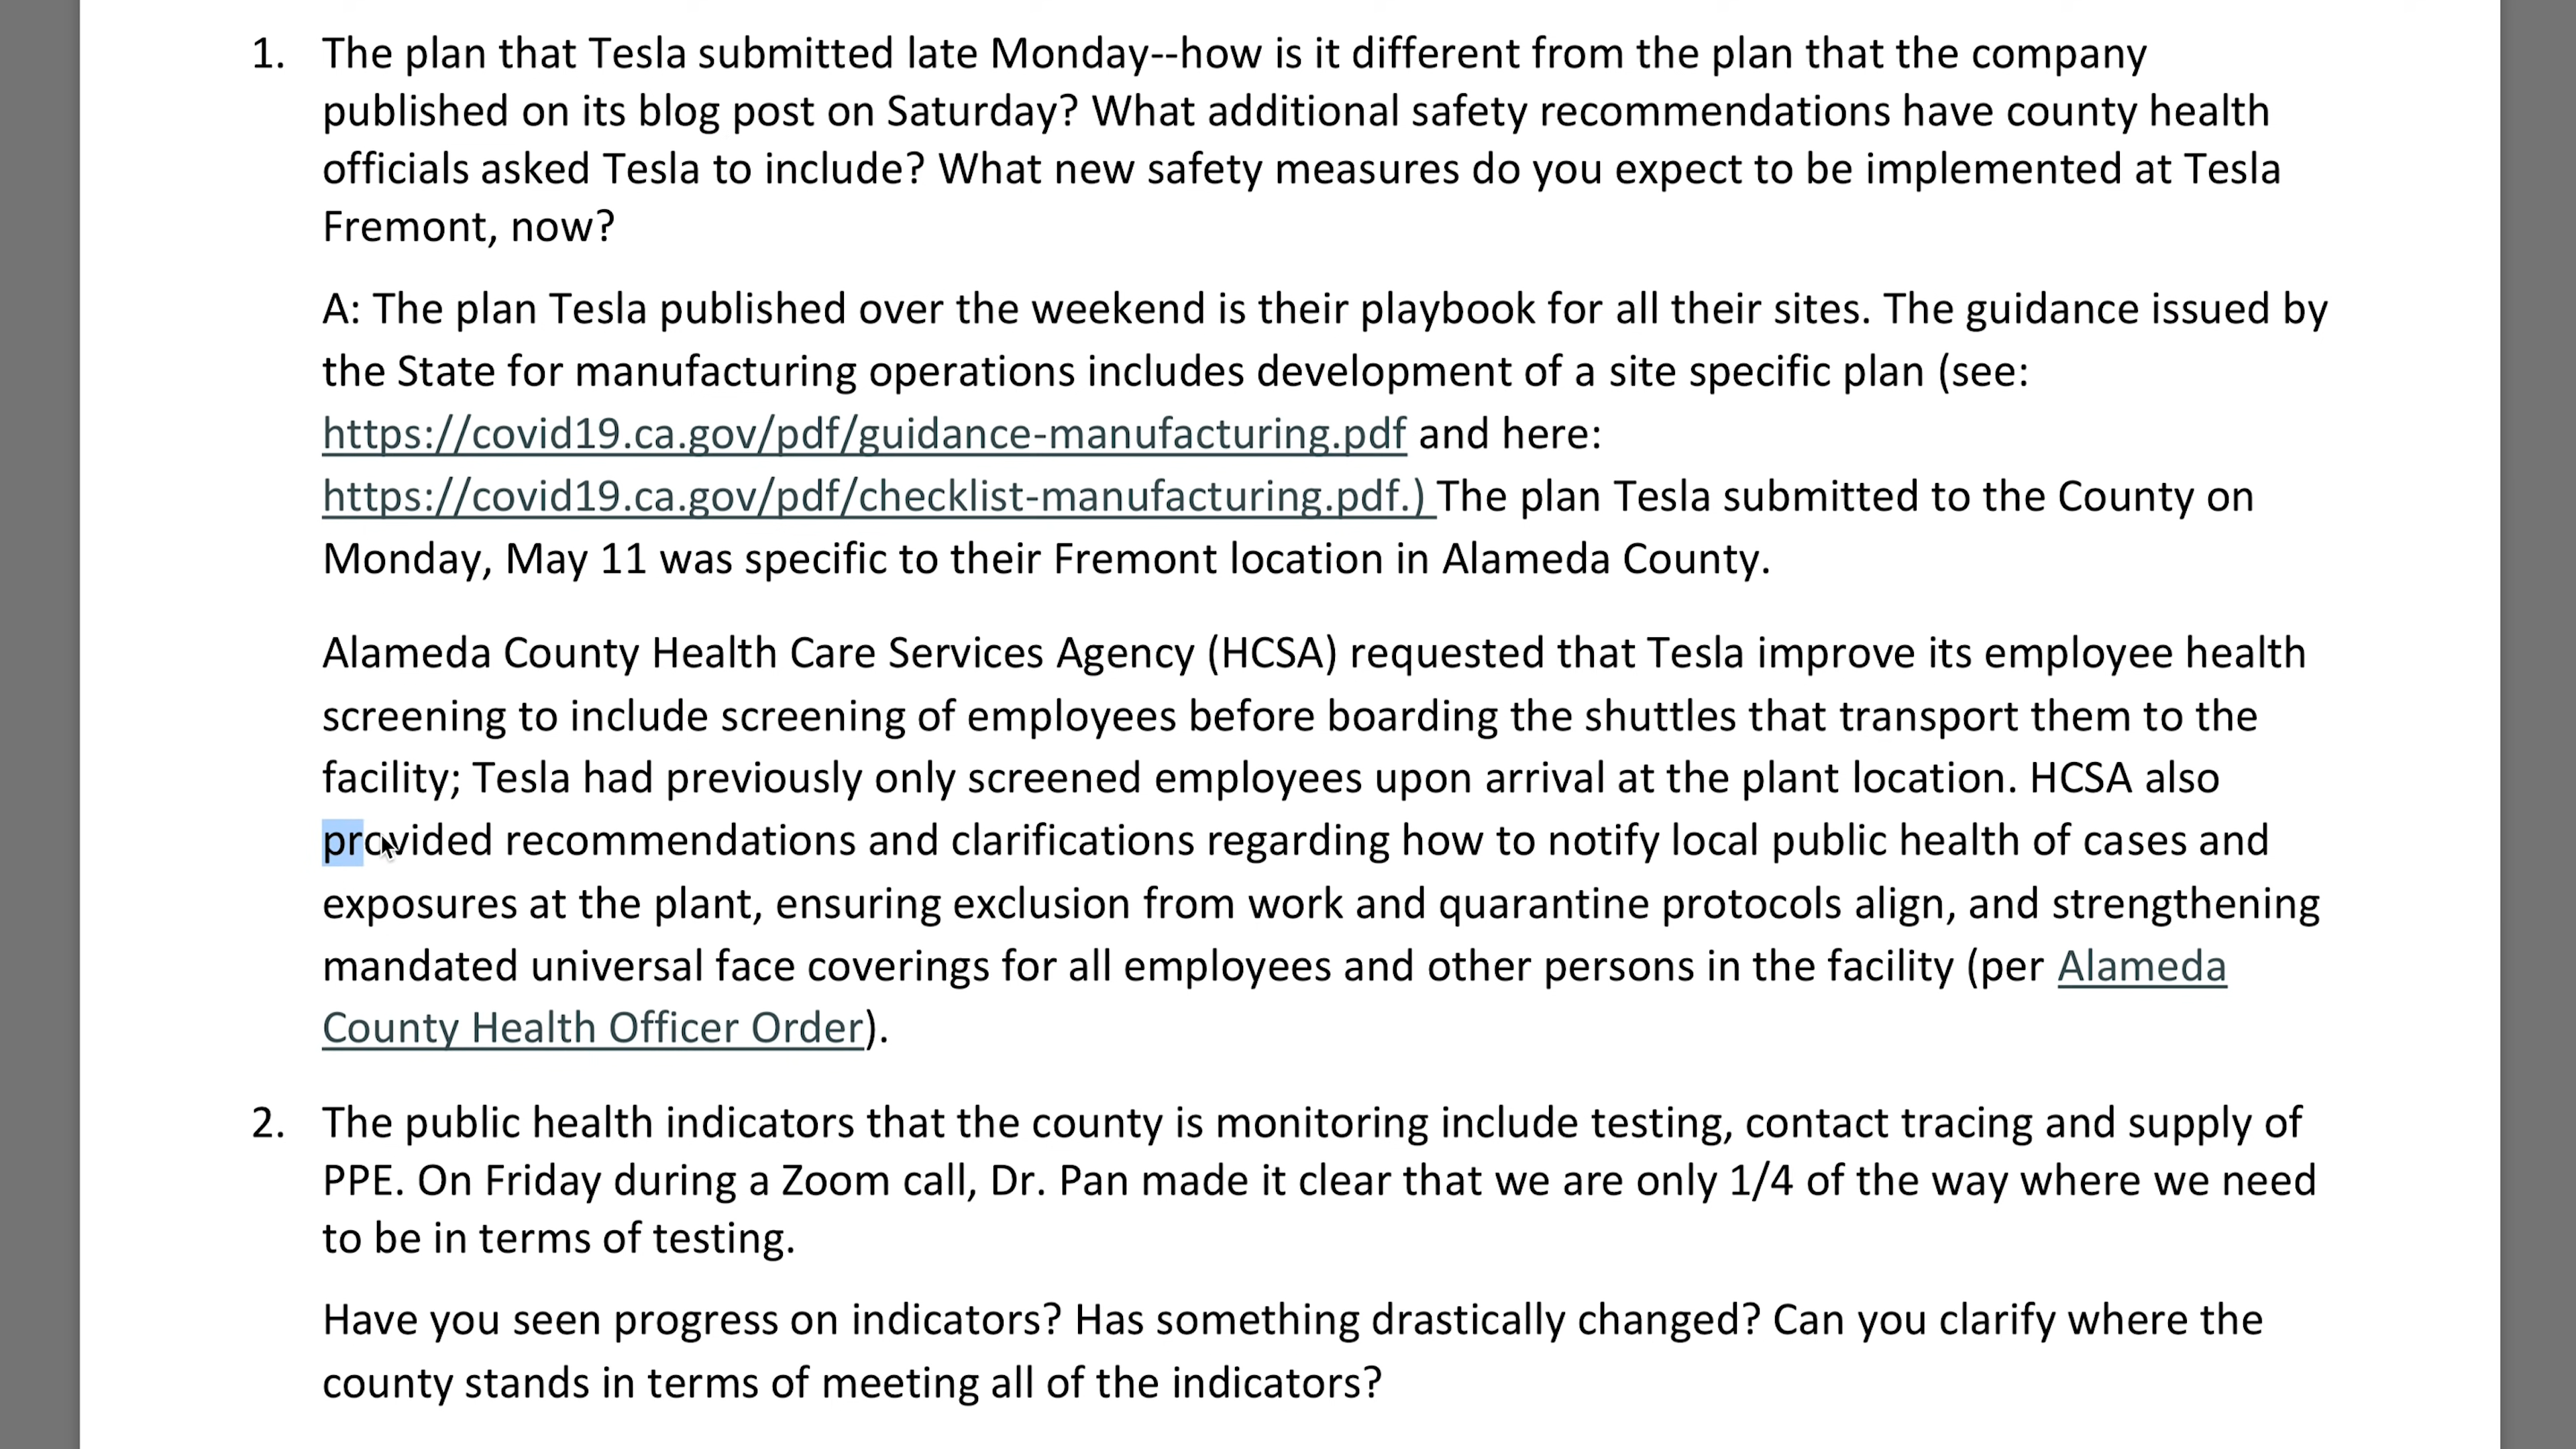 1. The plan that Tesla submitted late Monday--how is it different from the plan that the company
published on its blog post on Saturday? What additional safety recommendations have county health
officials asked Tesla to include? What new safety measures do you expect to be implemented at Tesla
Fremont, now?
A: The plan Tesla published over the weekend is their playbook for all their sites. The guidance issued by
the State for manufacturing operations includes development of a site specific plan (see:
https://covid19.ca.gov/pdf/guidance-manufacturing.pdf and here:
https://covid19.ca.gov/pdf/checklist-manufacturing.pdf.) The plan Tesla submitted to the County on
Monday, May 11 was specific to their Fremont location in Alameda County.
Alameda County Health Care Services Agency (HCSA) requested that Tesla improve its employee health
screening to include screening of employees before boarding the shuttles that transport them to the
facility; Tesla had previously only screened employees upon arrival at the plant location. HCSA also
provided recommendations and clarifications regarding how to notify local public health of cases and
exposures at the plant, ensuring exclusion from work and quarantine protocols align, and strengthening
mandated universal face coverings for all employees and other persons in the facility (per Alameda
County Health Officer Order).
2. The public health indicators that the county is monitoring include testing, contact tracing and supply of
PPE. On Friday during a Zoom call, Dr. Pan made it clear that we are only 1/4 of the way where we need
to be in terms of testing.
Have you seen progress on indicators? Has something drastically changed? Can you clarify where the
county stands in terms of meeting all of the indicators?